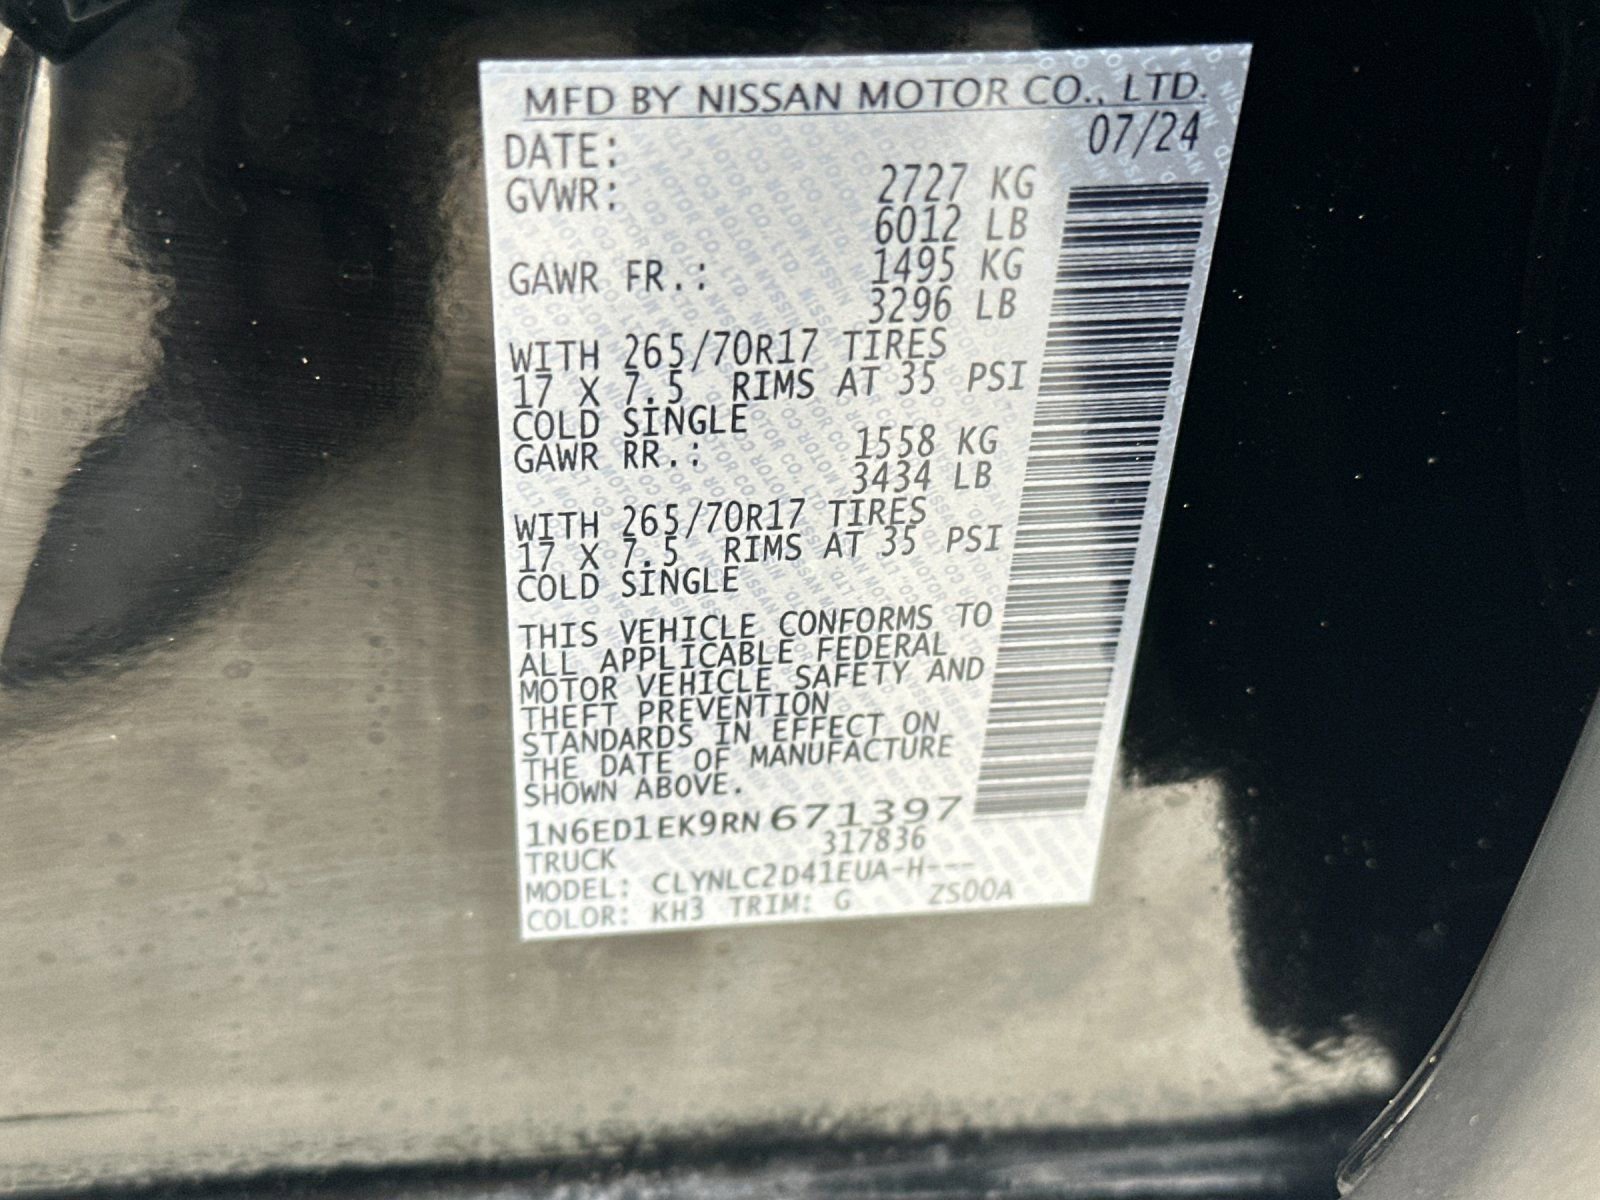 MFD BY NISSAN MOTOR CO., LTD.
DATE: 07/24
GVWR: 2727 KG
6012 LB
GAWR FR.: 1495 KG
3296 LB
WITH 265/70R17 TIRES
17 X 7.5 RIMS AT 35 PSI
COLD SINGLE
GAWR RR.: 1558 KG
3434 LB
WITH 265/70R17 TIRES
17 X 7.5 RIMS AT 35 PSI
COLD SINGLE
THIS VEHICLE CONFORMS TO
ALL APPLICABLE FEDERAL
MOTOR VEHICLE SAFETY AND
THEFT PREVENTION
STANDARDS IN EFFECT ON
THE DATE OF MANUFACTURE
SHOWN ABOVE.
1N6ED1EK9RN671397
TRUCK 317836
MODEL: CLYNLC2D41EUA-H---
COLOR: KH3 TRIM: G ZS00A